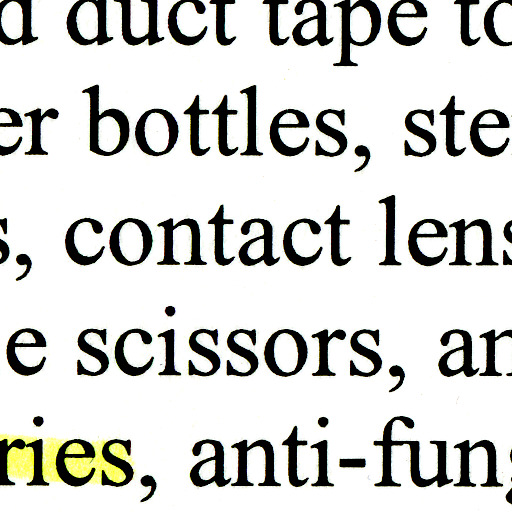 d duct tape to
er bottles, ste
s, contact lens
e scissors, an
ries, anti-fung